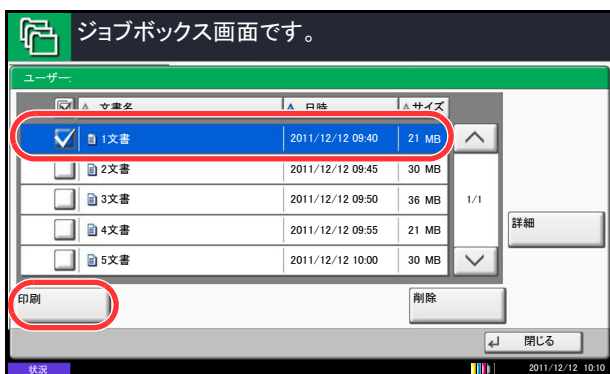 ジョブボックス画面です。
ユーザー:
文書名 日時 サイズ
1文書 2011/12/12 09:40 21 MB
2文書 2011/12/12 09:45 30 MB
3文書 2011/12/12 09:50 36 MB 1/1
4文書 2011/12/12 09:55 21 MB 詳細
5文書 2011/12/12 10:00 30 MB
印刷 削除
閉じる
状況 2011/12/12 10:10